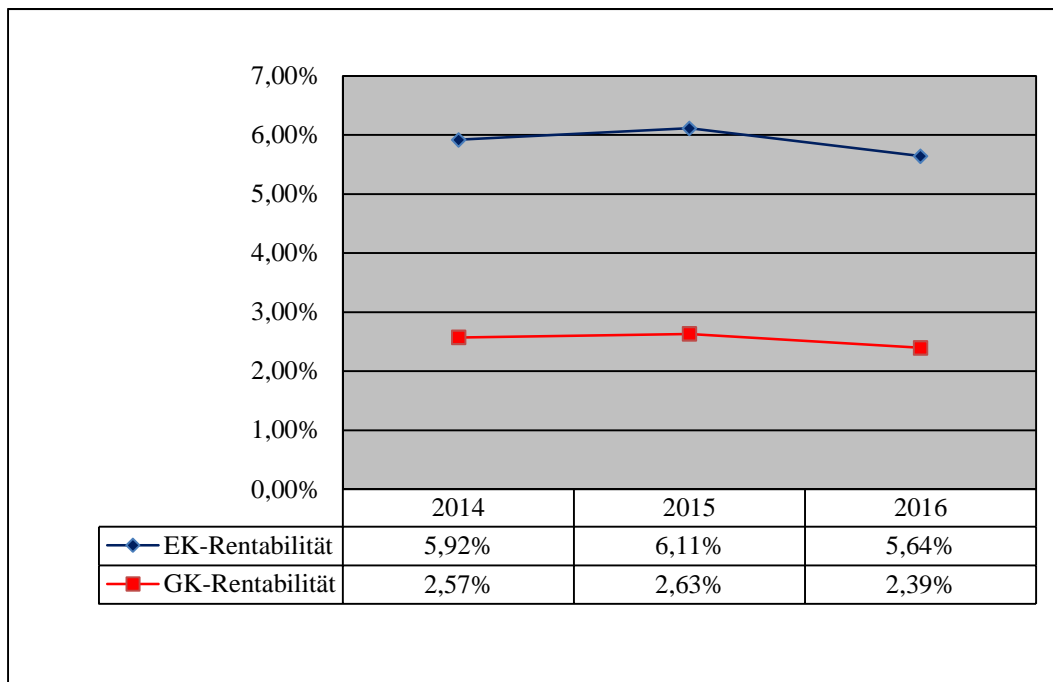 7,00%
6,00%
5,00%
4,00%
3,00%
2,00%
1,00%
0,00%
2014 2015 2016
EK-Rentabilität 5,92% 6,11% 5,64%
GK-Rentabilität 2,57% 2,63% 2,39%